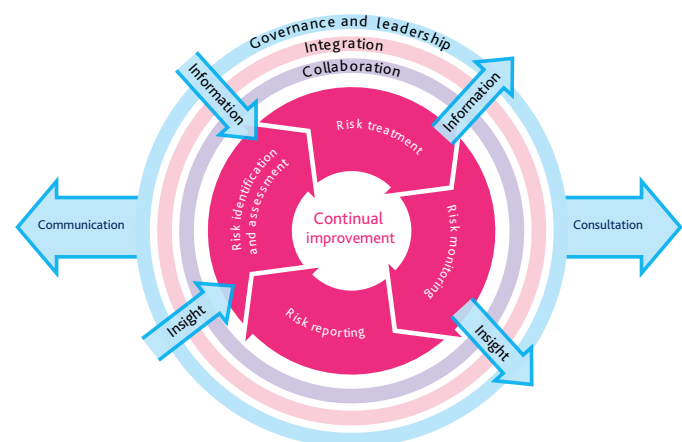 Governance and leadership
Integration
Collaboration
Information
Information
Risk treatment
Risk identification
and assessment
Communication
Continual
improvement
Consultation
Risk monitoring
Insight
Risk reporting
Insight